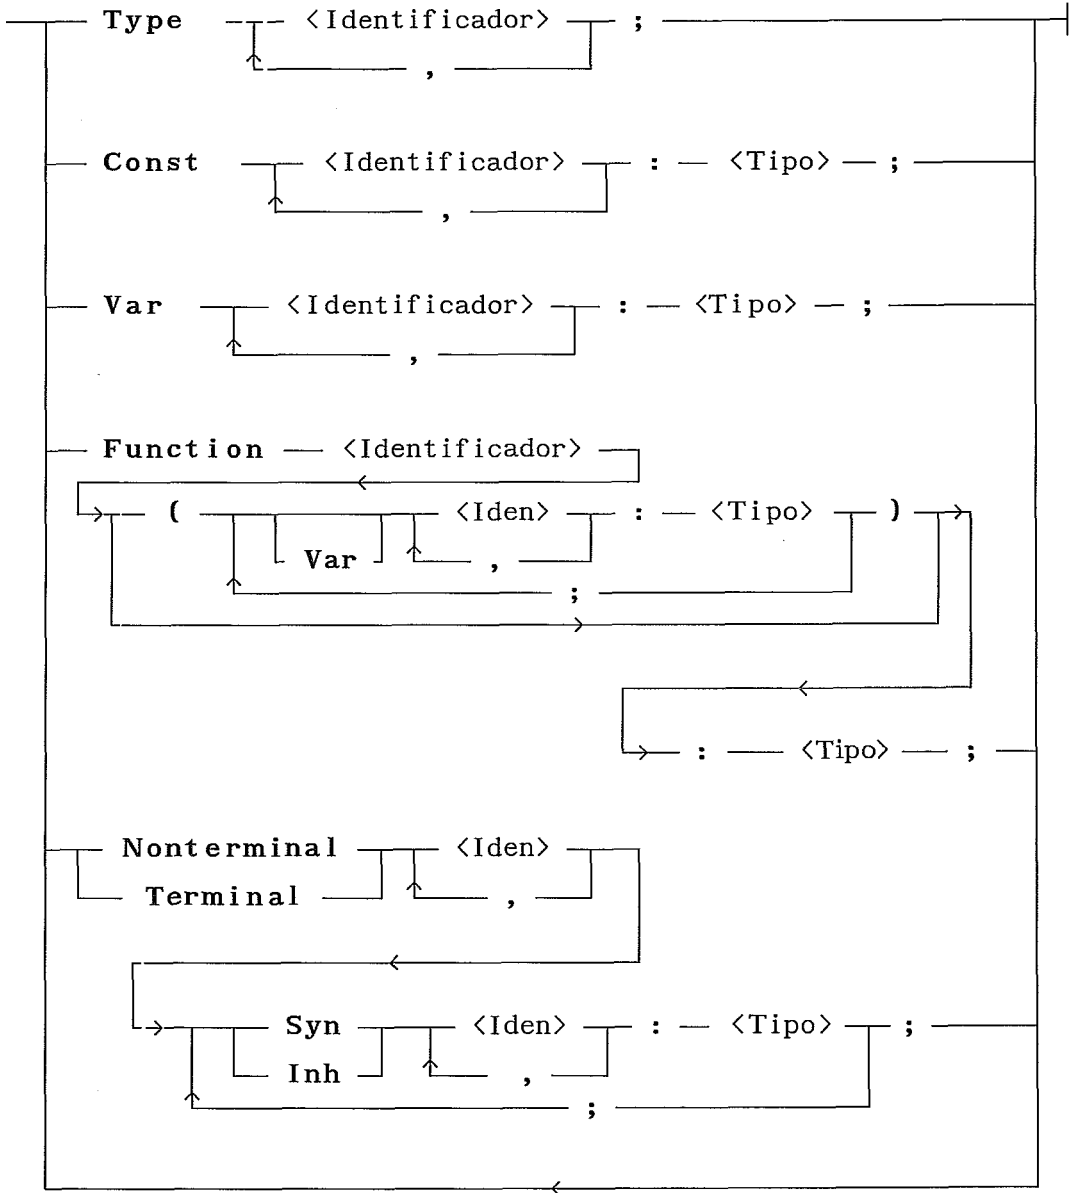 Type <Identificador> ;
,
Const <Identificador> : <Tipo> ;
,
Var <Identificador> : <Tipo> ;
,
Function <Identificador>
( <Iden> : <Tipo> )
Var ,
;
: <Tipo> ;
Nonterminal <Iden>
Terminal ,
Syn <Iden> : <Tipo> ;
Inh ,
;